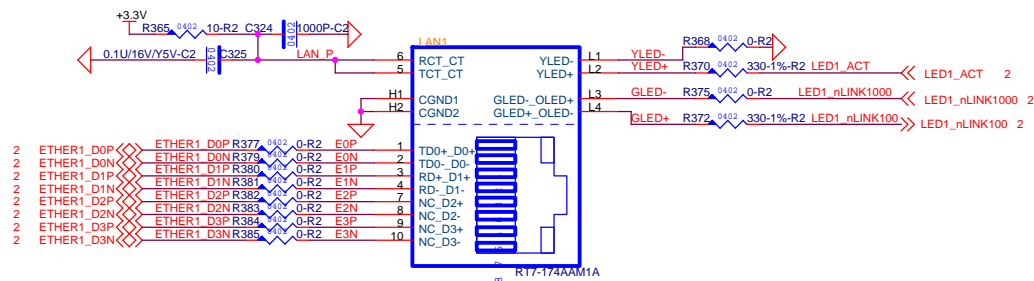 +3.3V
R365 0402 10-R2 C324 0402 1000P-C2
0.1U/16V/Y5V-C2 0402 C325 LAN_P
LAN1
6 RCT_CT YLED- L1 YLED- R368 0402 0-R2
5 TCT_CT YLED+ L2 YLED+ R370 0402 330-1%-R2 LED1_ACT LED1_ACT 2
H1 CGND1 GLED-_OLED+ L3 GLED- R375 0402 0-R2 LED1_nLINK1000 LED1_nLINK1000 2
H2 CGND2 GLED+_OLED- L4 GLED+ R372 0402 330-1%-R2 LED1_nLINK100 LED1_nLINK100 2
2 ETHER1_D0P ETHER1_D0P R377 0402 0-R2 E0P 1 TD0+_D0+
2 ETHER1_D0N ETHER1_D0N R379 0402 0-R2 E0N 2 TD0-_D0-
2 ETHER1_D1P ETHER1_D1P R380 0402 0-R2 E1P 3 RD+_D1+
2 ETHER1_D1N ETHER1_D1N R381 0402 0-R2 E1N 4 RD-_D1-
2 ETHER1_D2P ETHER1_D2P R382 0402 0-R2 E2P 7 NC_D2+
2 ETHER1_D2N ETHER1_D2N R383 0402 0-R2 E2N 8 NC_D2-
2 ETHER1_D3P ETHER1_D3P R384 0402 0-R2 E3P 9 NC_D3+
2 ETHER1_D3N ETHER1_D3N R385 0402 0-R2 E3N 10 NC_D3-
RT7-174AAM1A